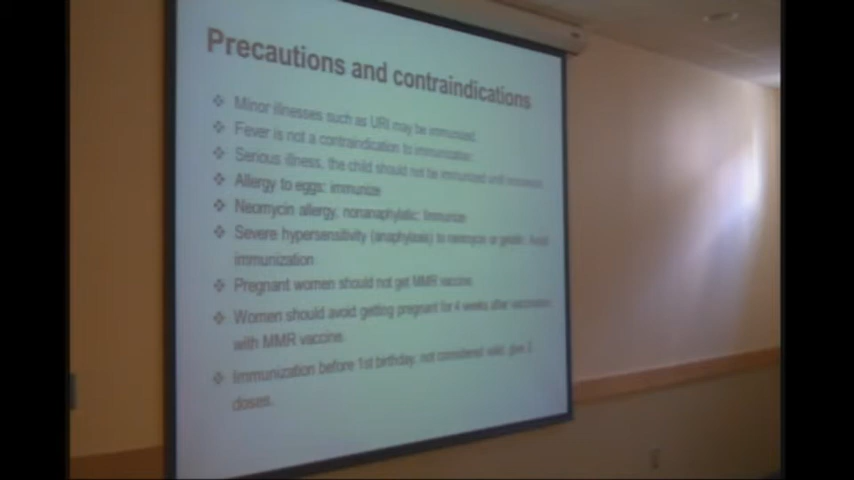 Precautions and contraindications
❖ Minor illnesses such as URI may be immunized.
❖ Fever is not a contraindication to immunization.
❖ Serious illness, the child should not be immunized until
❖ Allergy to eggs: immunize
❖ Neomycin allergy, nonanaphylatic: Immunize
❖ Severe hypersensitivity (anaphylaxis) to neomycin or gelatin: Avoid
immunization
❖ Pregnant women should not get MMR vaccine.
❖ Women should avoid getting pregnant for 4 weeks after vaccination
with MMR vaccine.
❖ Immunization before 1st birthday, not considered valid, give 2
doses.